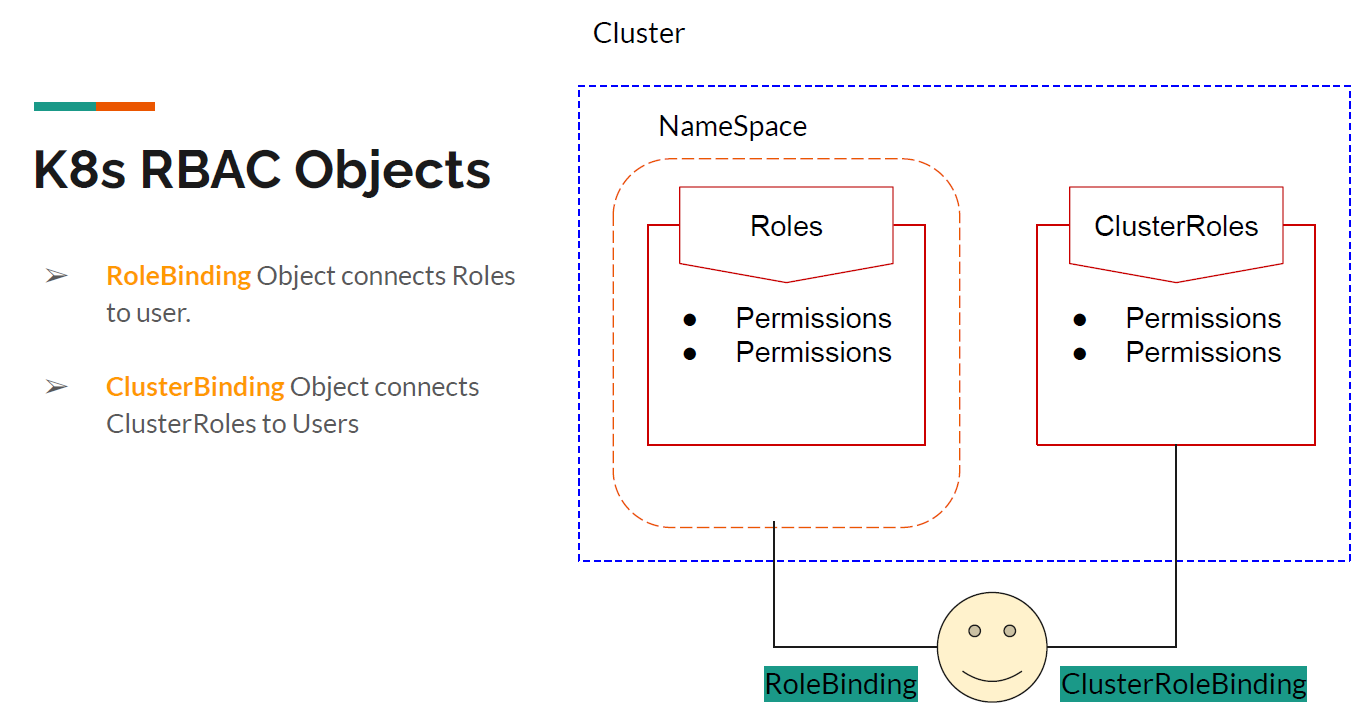 Cluster
K8s RBAC Objects
➢ RoleBinding Object connects Roles
to user.
➢ ClusterBinding Object connects
ClusterRoles to Users
NameSpace
Roles
● Permissions
● Permissions
ClusterRoles
● Permissions
● Permissions
RoleBinding
ClusterRoleBinding